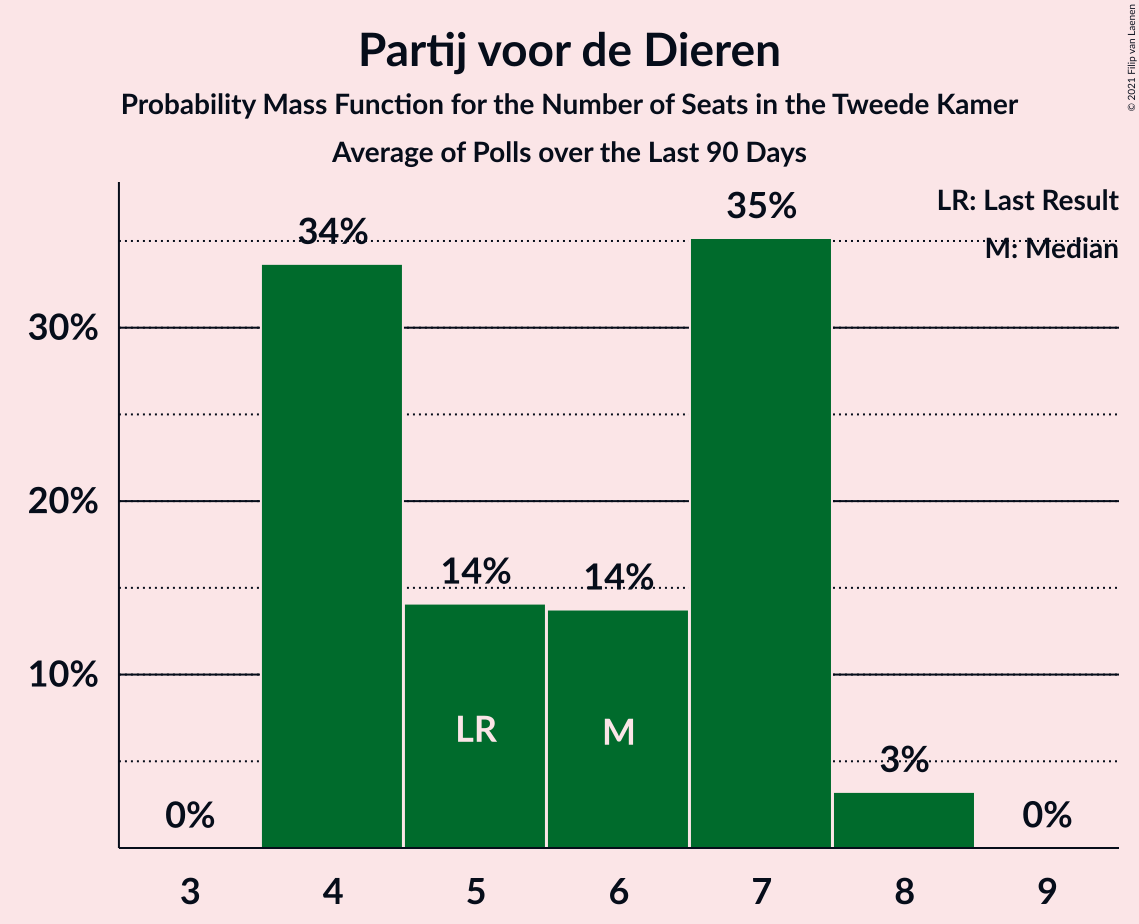 Partij voor de Dieren
Probability Mass Function for the Number of Seats in the Tweede Kamer
Average of Polls over the Last 90 Days
© 2021 Filip van Laenen
LR: Last Result
M: Median
34%
35%
30%
20%
14%
14%
10%
LR
M
3%
0%
0%
3
4
5
6
7
8
9